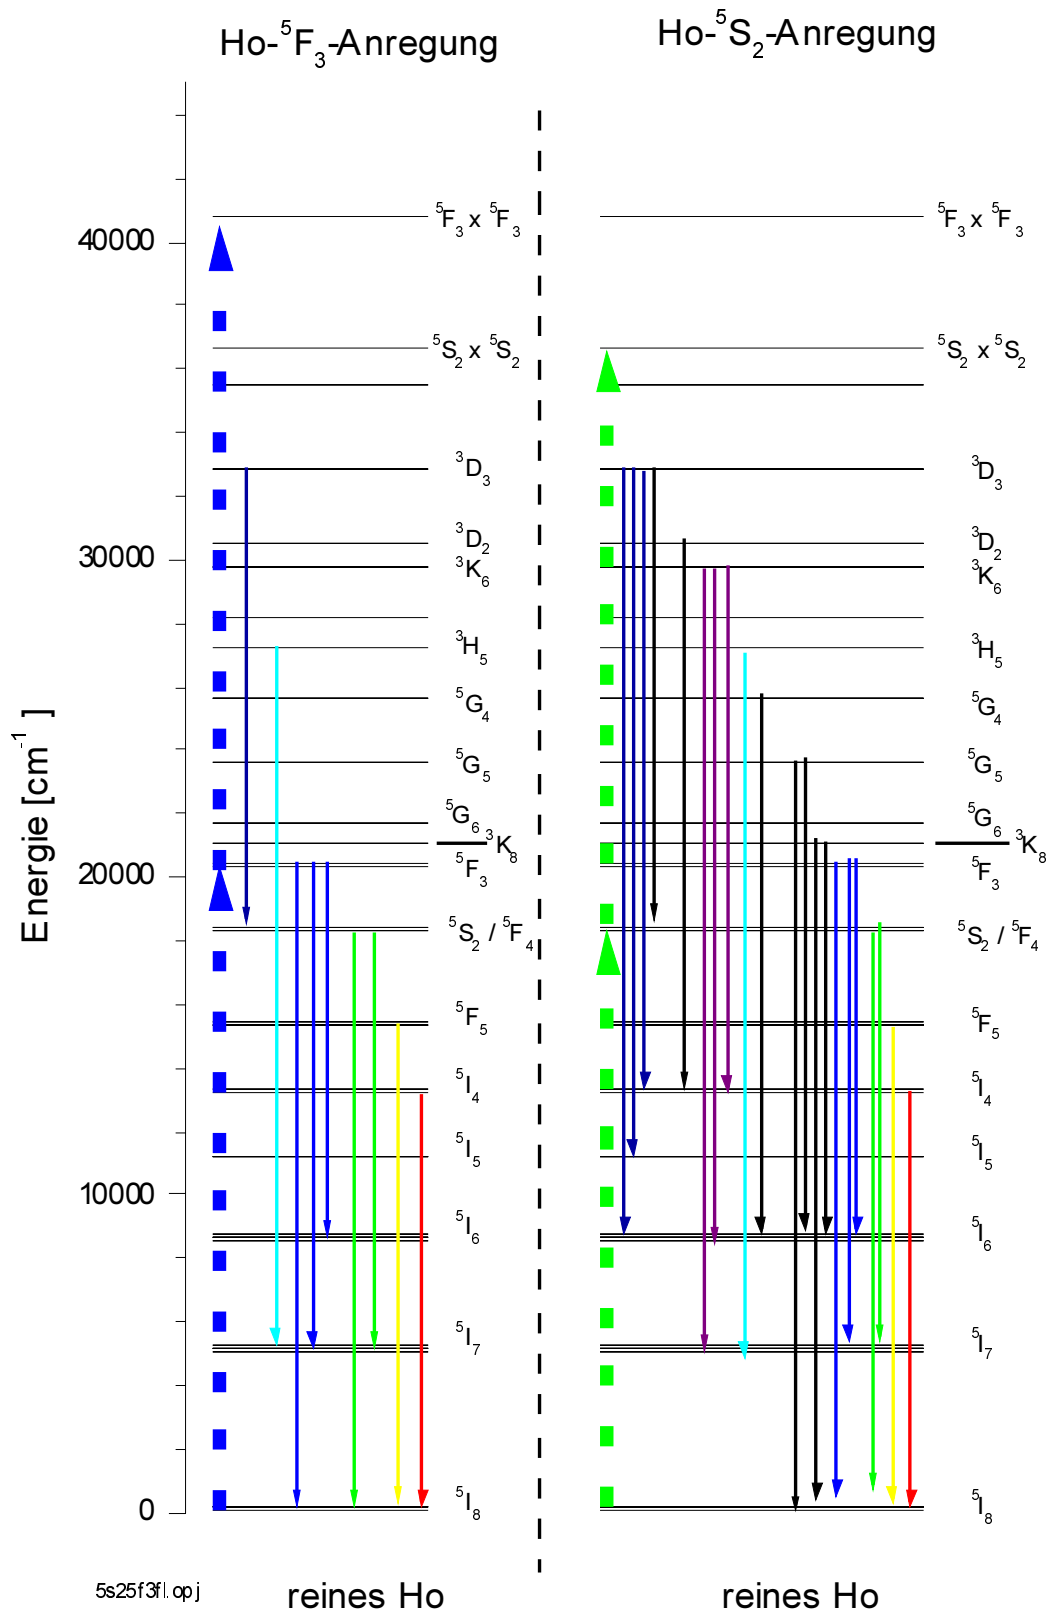 Ho-⁵F₃-Anregung
Ho-⁵S₂-Anregung
Energie [cm⁻¹]
40000
30000
20000
10000
0
⁵F₃ x ⁵F₃
⁵S₂ x ⁵S₂
³D₃
³D₂
³K₆
³H₅
⁵G₄
⁵G₅
⁵G₆
³K₈
⁵F₃
⁵S₂ / ⁵F₄
⁵F₅
⁵I₄
⁵I₅
⁵I₆
⁵I₇
⁵I₈
⁵F₃ x ⁵F₃
⁵S₂ x ⁵S₂
³D₃
³D₂
³K₆
³H₅
⁵G₄
⁵G₅
⁵G₆
³K₈
⁵F₃
⁵S₂ / ⁵F₄
⁵F₅
⁵I₄
⁵I₅
⁵I₆
⁵I₇
⁵I₈
5s25f3fl.opj
reines Ho
reines Ho